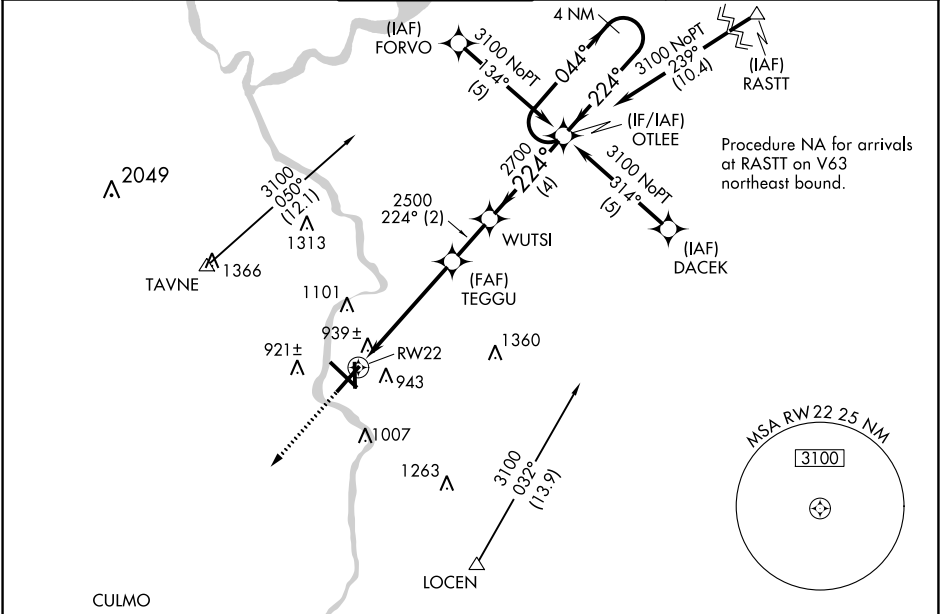 (IAF)
FORVO
3100 NoPT
134°
(5)
4 NM
044°
224°
3100 NoPT
239°
(10.4)
(IAF)
RASTT
(IF/IAF)
OTLEE
Procedure NA for arrivals
at RASTT on V63
northeast bound.
2049
3100
050°
(12.1)
1313
TAVNE
1366
2700
224°
(4)
2500
224° (2)
WUTSI
(FAF)
TEGGU
3100 NoPT
314°
(5)
(IAF)
DACEK
1101
939±
921±
RW22
943
1360
1007
1263
3100
032°
(13.9)
LOCEN
MSA RW22 25 NM
3100
CULMO